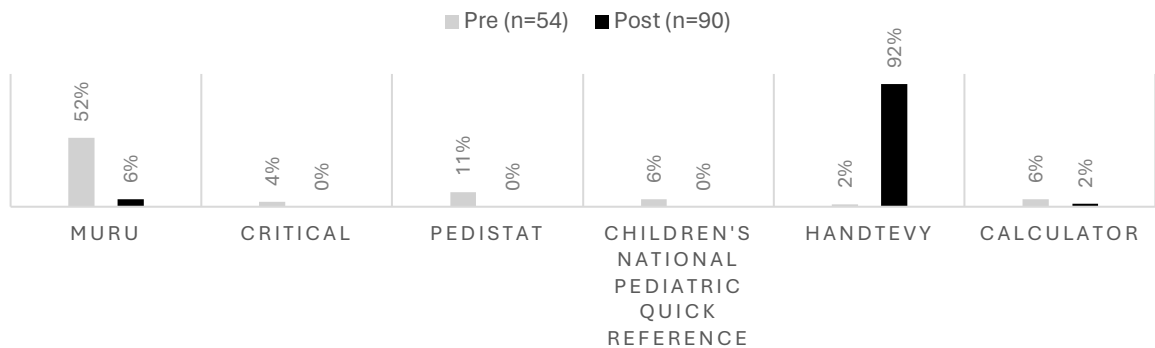 Pre (n=54) Post (n=90)
52%
6%
4%
0%
11%
0%
6%
0%
2%
92%
6%
2%
MURU
CRITICAL
PEDISTAT
CHILDREN'S
NATIONAL
PEDIATRIC
QUICK
REFERENCE
HANDTEVY
CALCULATOR